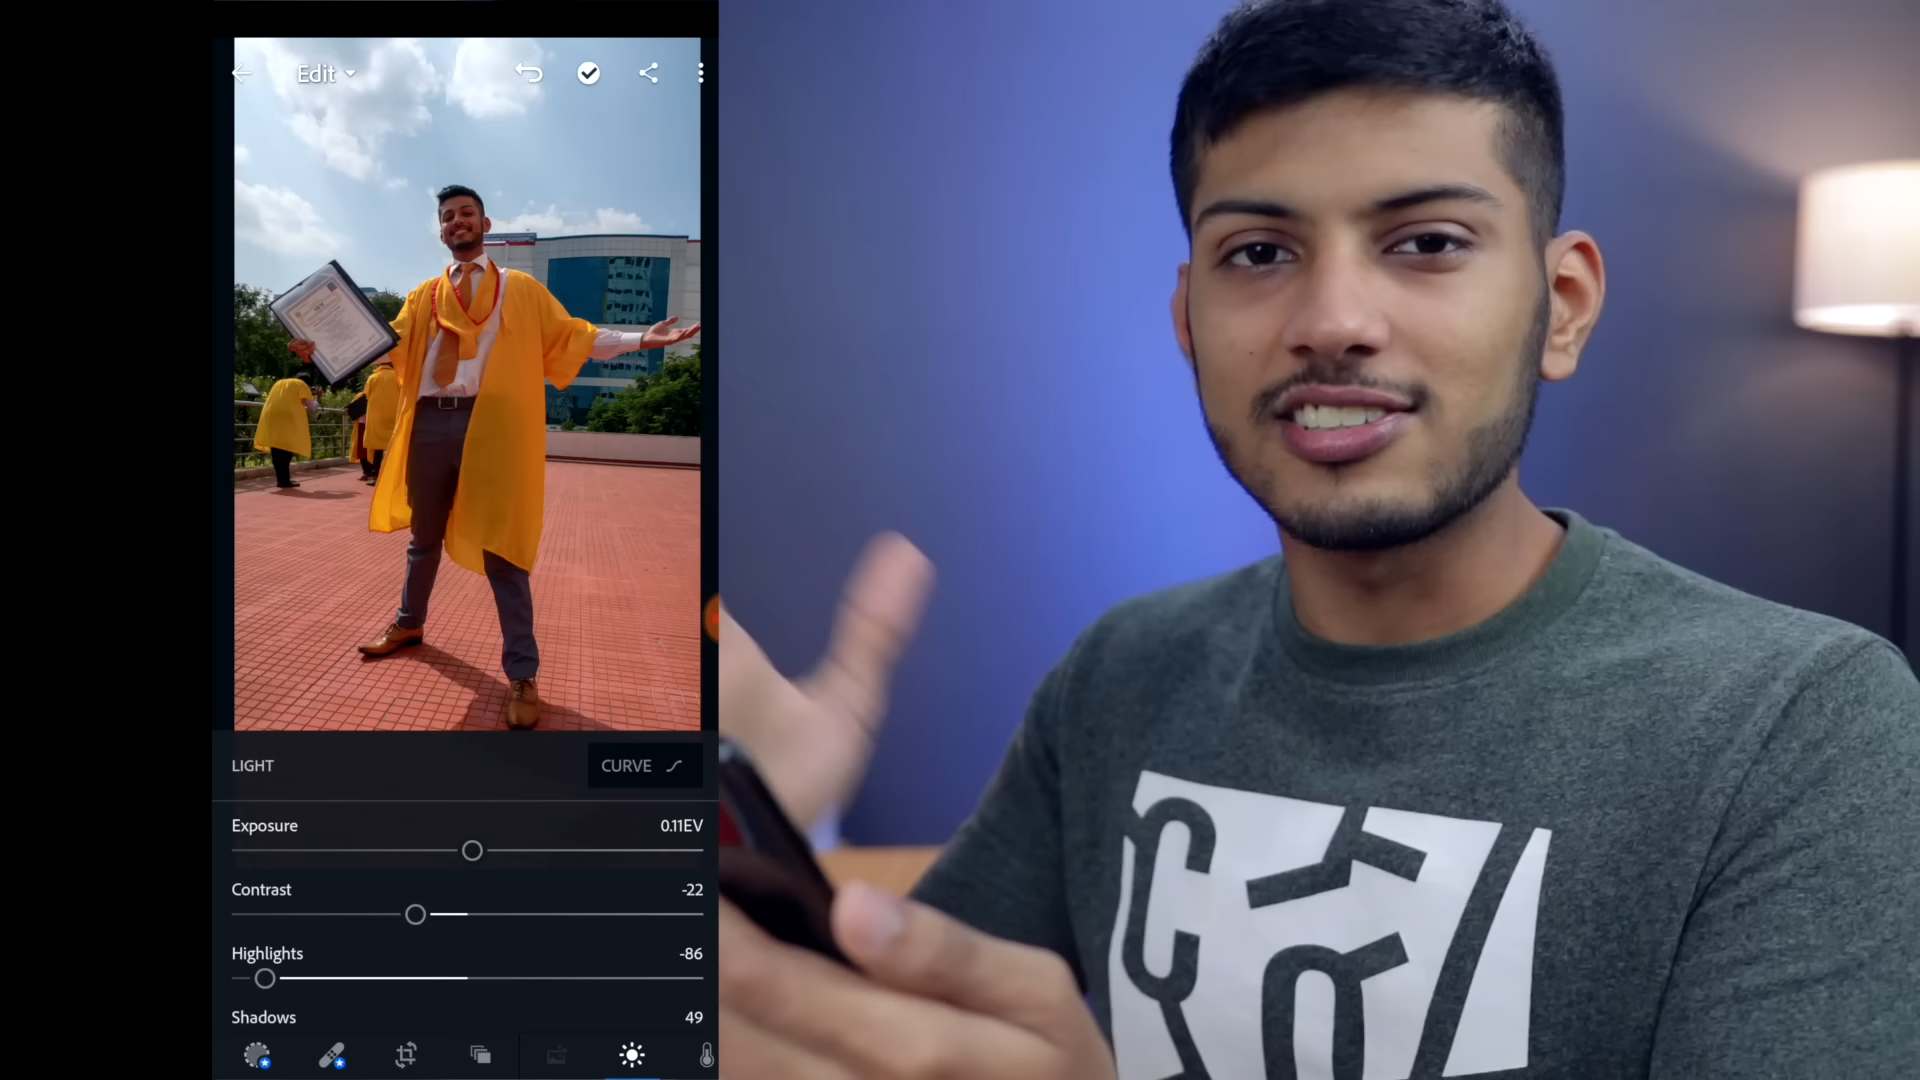 Edit
LIGHT
CURVE
Exposure
0.11EV
Contrast
-22
Highlights
-86
Shadows
49